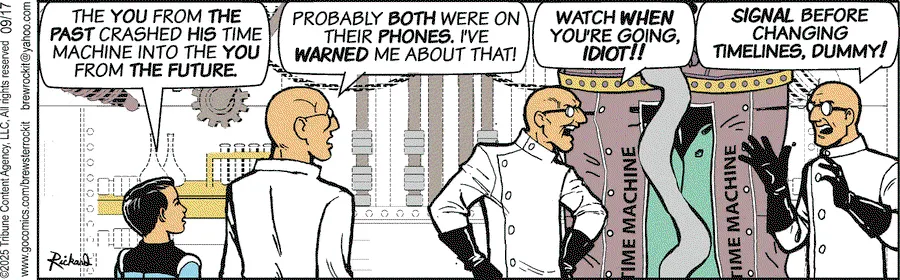 THE YOU FROM THE
PAST CRASHED HIS TIME
MACHINE INTO THE YOU
FROM THE FUTURE.
PROBABLY BOTH WERE ON
THEIR PHONES. I'VE
WARNED ME ABOUT THAT!
WATCH WHEN
YOU'RE GOING,
IDIOT!!
SIGNAL BEFORE
CHANGING
TIMELINES, DUMMY!
TIME MACHINE
TIME MACHINE
Rickard
©2025 Tribune Content Agency, LLC. All rights reserved 09/17
www.gocomics.com/brewsterrockit brewrockit@yahoo.com